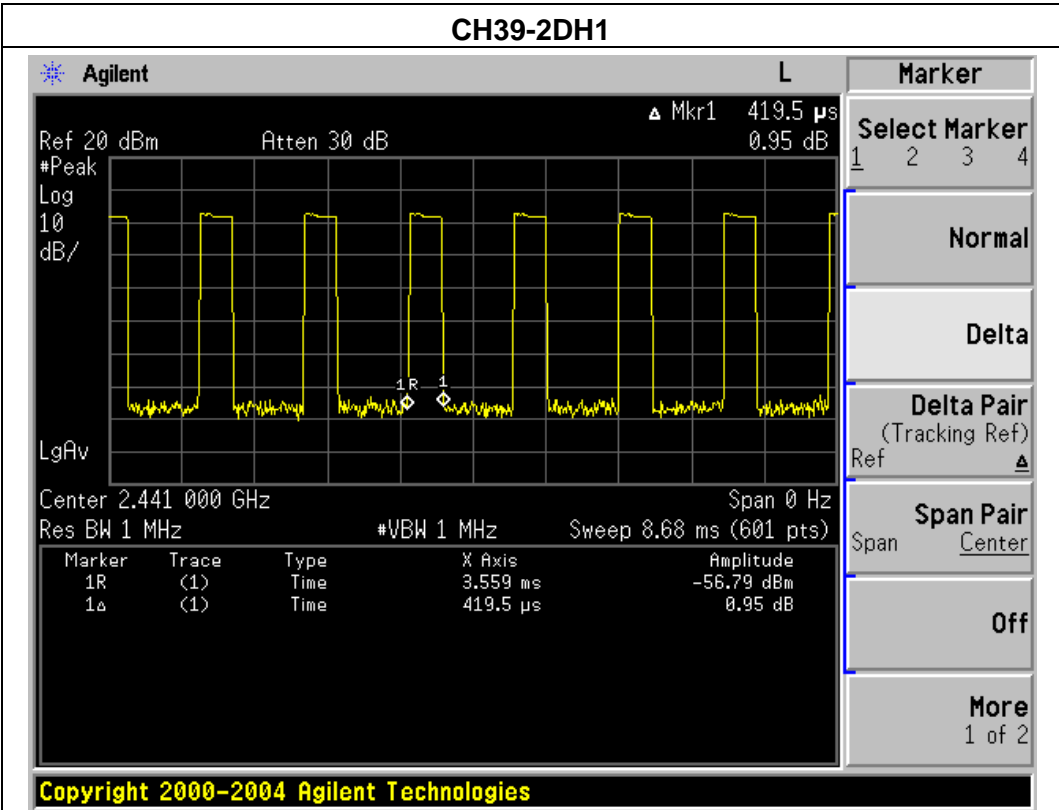 CH39-2DH1
Agilent L
Δ Mkr1 419.5 µs
Ref 20 dBm Atten 30 dB 0.95 dB
#Peak
Log
10
dB/
1R 1
LgAv
Center 2.441 000 GHz Span 0 Hz
Res BW 1 MHz #VBW 1 MHz Sweep 8.68 ms (601 pts)
Marker Trace Type X Axis Amplitude
1R (1) Time 3.559 ms -56.79 dBm
1Δ (1) Time 419.5 µs 0.95 dB
Marker
Select Marker
1 2 3 4
Normal
Delta
Delta Pair
(Tracking Ref)
Ref Δ
Span Pair
Span Center
Off
More
1 of 2
Copyright 2000-2004 Agilent Technologies